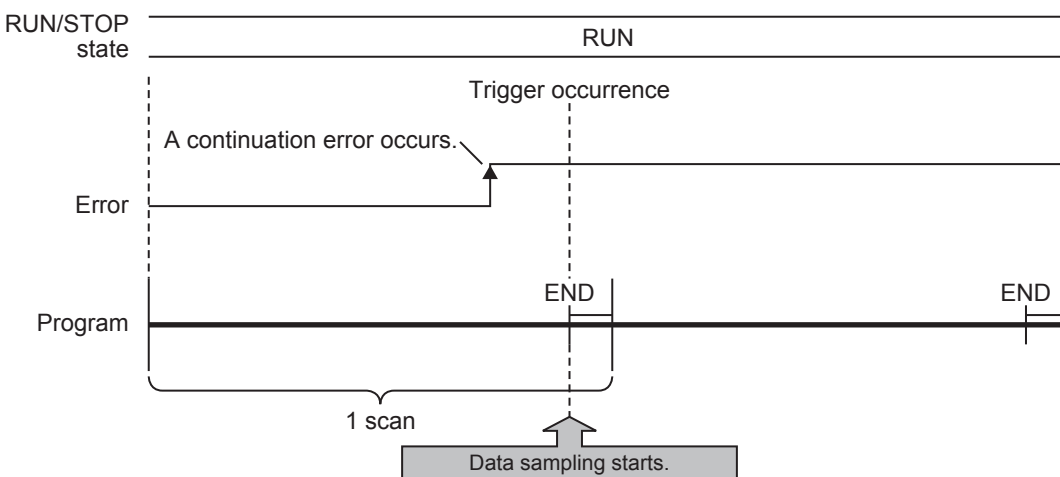 RUN/STOP
state
RUN
Trigger occurrence
A continuation error occurs.
Error
END
END
Program
1 scan
Data sampling starts.